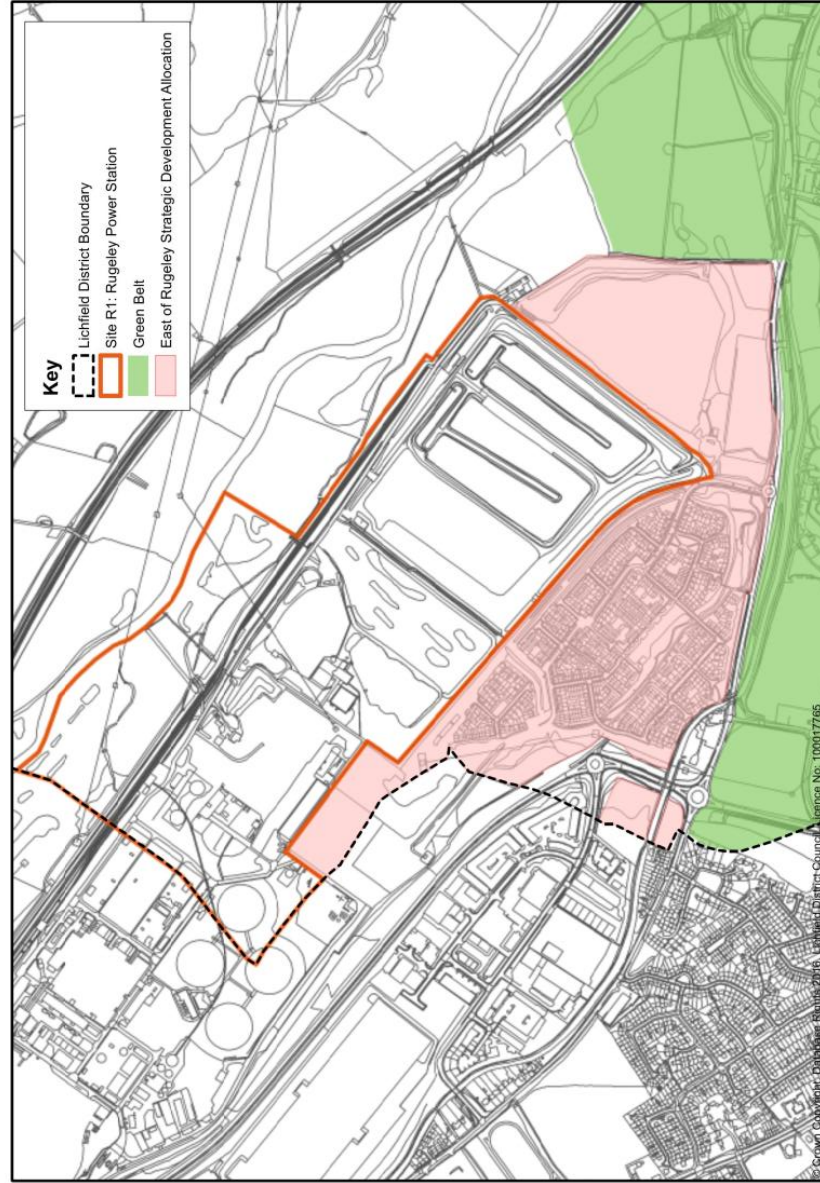 Key
Lichfield District Boundary
Site R1: Rugeley Power Station
Green Belt
East of Rugeley Strategic Development Allocation
© Crown Copyright: Database Rights 2016. Lichfield District Council Licence No: 100017765